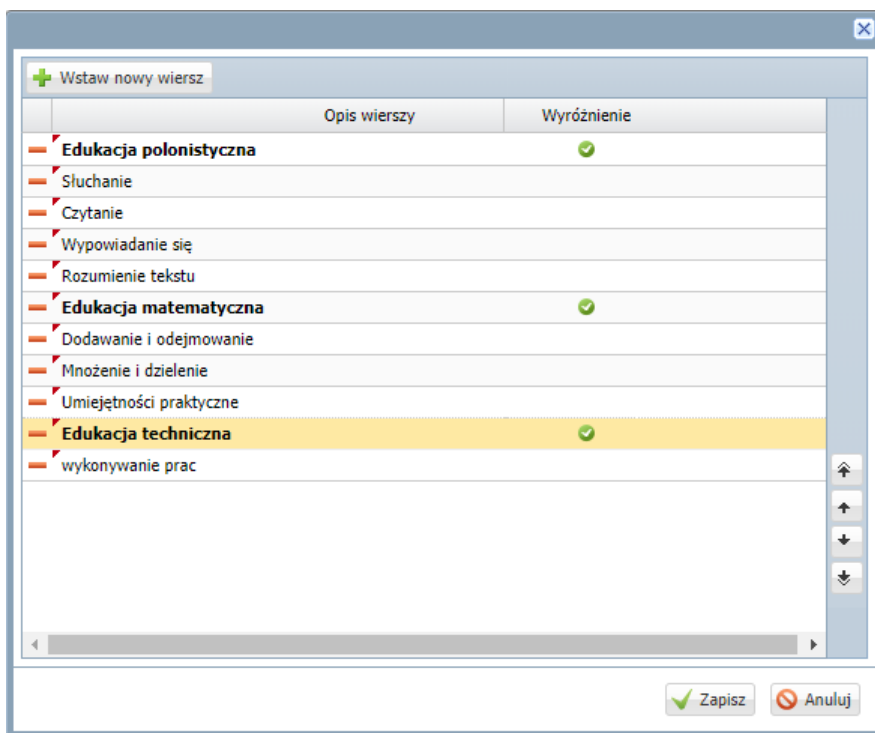 Wstaw nowy wiersz
Opis wierszy Wyróżnienie
Edukacja polonistyczna
Słuchanie
Czytanie
Wypowiadanie się
Rozumienie tekstu
Edukacja matematyczna
Dodawanie i odejmowanie
Mnożenie i dzielenie
Umiejętności praktyczne
Edukacja techniczna
wykonywanie prac
Zapisz Anuluj